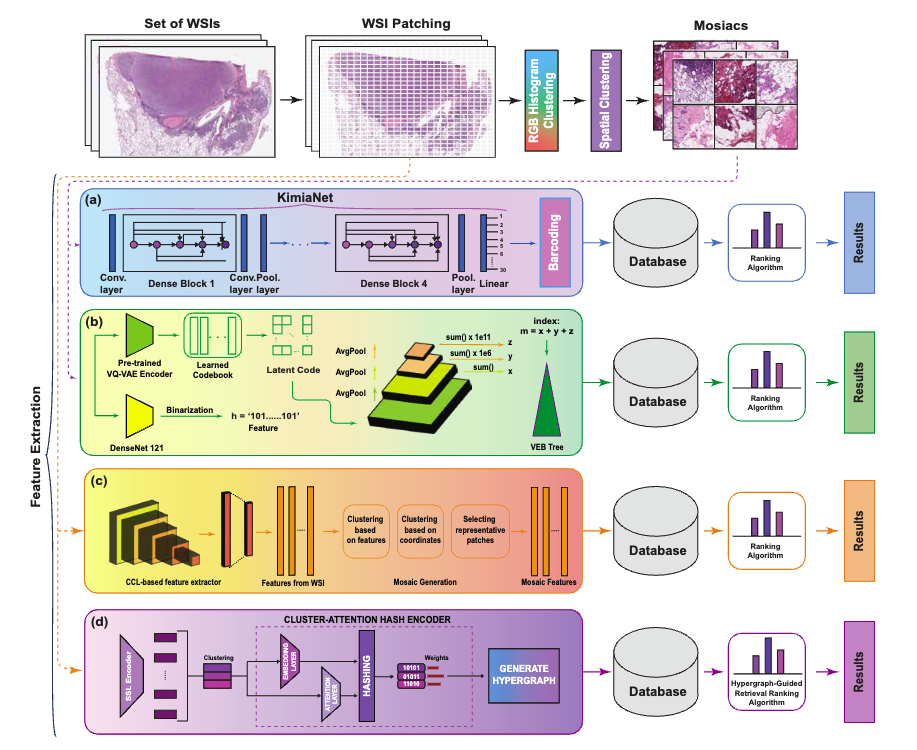 Set of WSIs
WSI Patching
Mosiacs
RGB Histogram
Clustering
Spatial Clustering
Feature Extraction
(a)
KimiaNet
Conv.
layer
Dense Block 1
Conv.
layer
Pool.
layer
. . .
Dense Block 4
Pool.
layer
Linear
1
2
3
4
5
6
30
Barcoding
Database
Ranking
Algorithm
Results
(b)
Pre-trained
VQ-VAE Encoder
Learned
Codebook
Latent Code
DenseNet 121
Binarization
h = '101......101'
Feature
AvgPool
AvgPool
AvgPool
sum() x 1e11
z
sum() x 1e6
y
sum()
x
index:
m = x + y + z
VEB Tree
Database
Ranking
Algorithm
Results
(c)
CCL-based feature extractor
Features from WSI
Clustering
based
on features
Clustering
based on
coordinates
Selecting
representative
patches
Mosaic Generation
Mosaic Features
Database
Ranking
Algorithm
Results
(d)
CLUSTER-ATTENTION HASH ENCODER
SSL Encoder
Clustering
EMBEDDING
LAYER
ATTENTION
LAYER
HASHING
Weights
10101
01011
11010
GENERATE
HYPERGRAPH
Database
Hypergraph-Guided
Retrieval Ranking
Algorithm
Results